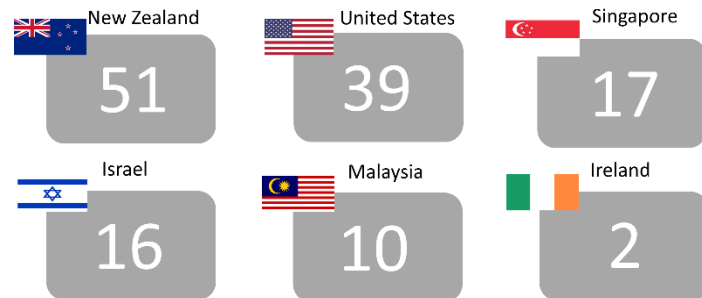 New Zealand
51
United States
39
Singapore
17
Israel
16
Malaysia
10
Ireland
2